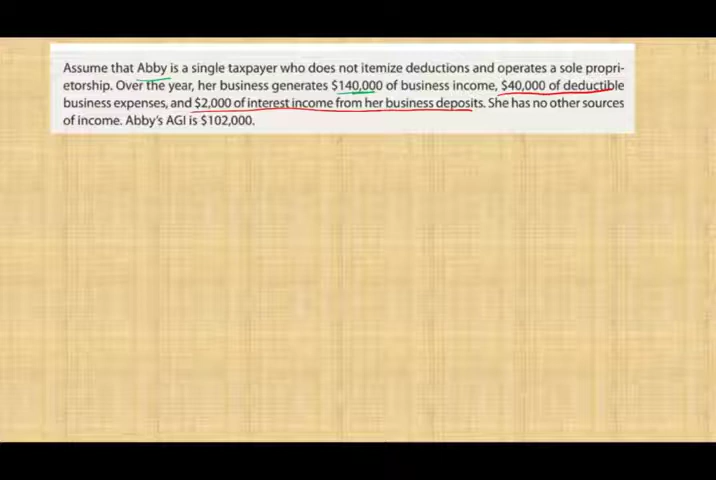 Assume that Abby is a single taxpayer who does not itemize deductions and operates a sole propri-
etorship. Over the year, her business generates $140,000 of business income, $40,000 of deductible
business expenses, and $2,000 of interest income from her business deposits. She has no other sources
of income. Abby's AGI is $102,000.